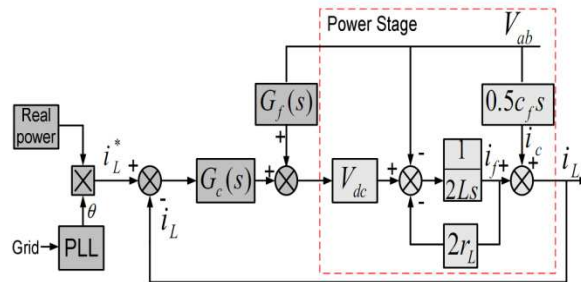 Power Stage
V_ab
G_f(s)
0.5c_f s
Real
power
i_L^*
+
-
G_c(s)
+
+
V_dc
+
-
-
1
2Ls
i_f
+
+
i_c
i_L
θ
i_L
2r_L
Grid
PLL